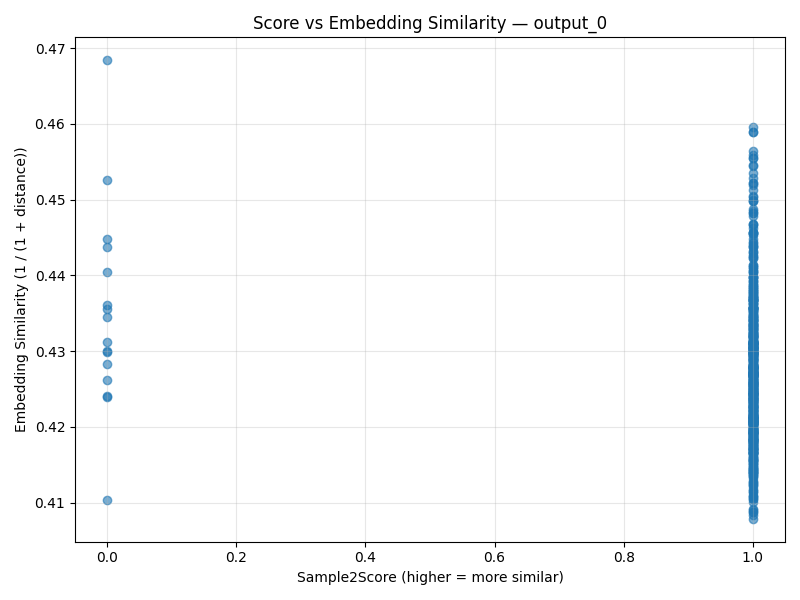 Score vs Embedding Similarity — output_0
Embedding Similarity (1 / (1 + distance))
0.47
0.46
0.45
0.44
0.43
0.42
0.41
0.0 0.2 0.4 0.6 0.8 1.0
Sample2Score (higher = more similar)